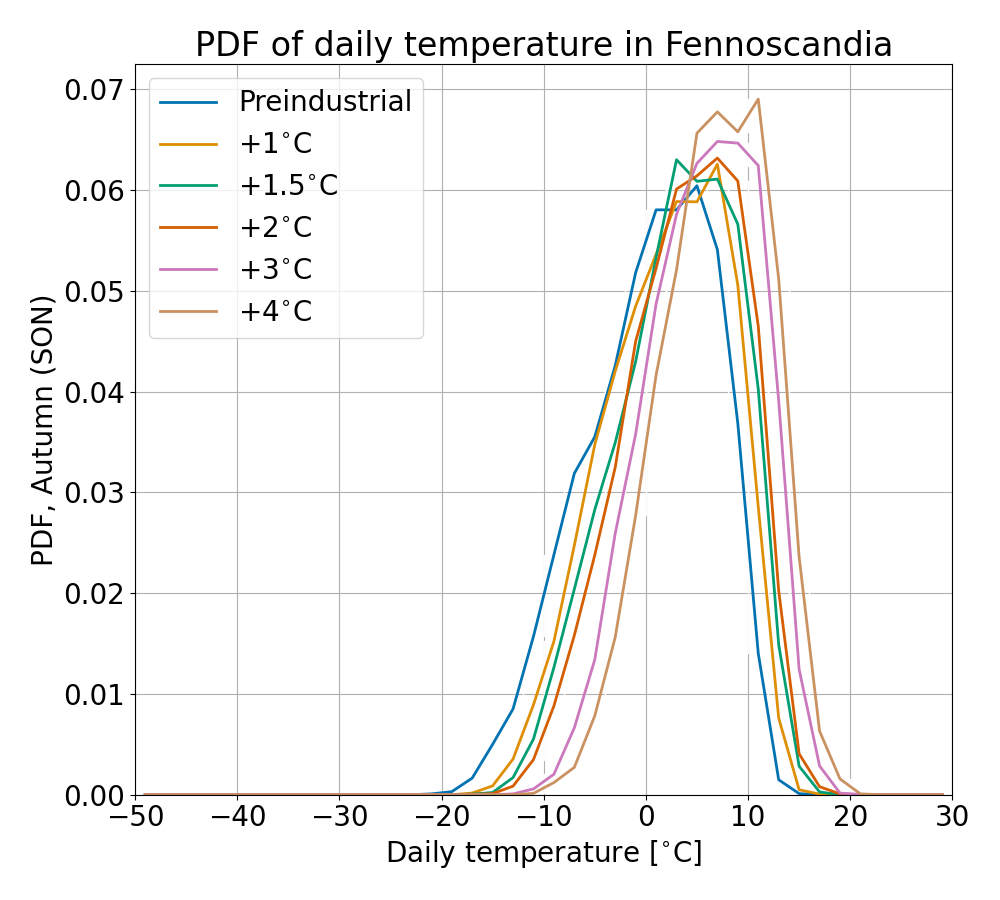 PDF of daily temperature in Fennoscandia
PDF, Autumn (SON)
0.07
0.06
0.05
0.04
0.03
0.02
0.01
0.00
Preindustrial
+1°C
+1.5°C
+2°C
+3°C
+4°C
−50 −40 −30 −20 −10 0 10 20 30
Daily temperature [°C]